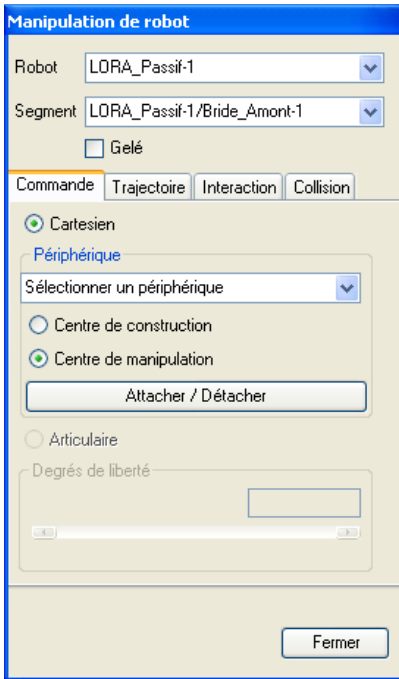 Manipulation de robot
Robot LORA_Passif-1
Segment LORA_Passif-1/Bride_Amont-1
Gelé
Commande Trajectoire Interaction Collision
Cartesien
Périphérique
Sélectionner un périphérique
Centre de construction
Centre de manipulation
Attacher / Détacher
Articulaire
Degrés de liberté
Fermer